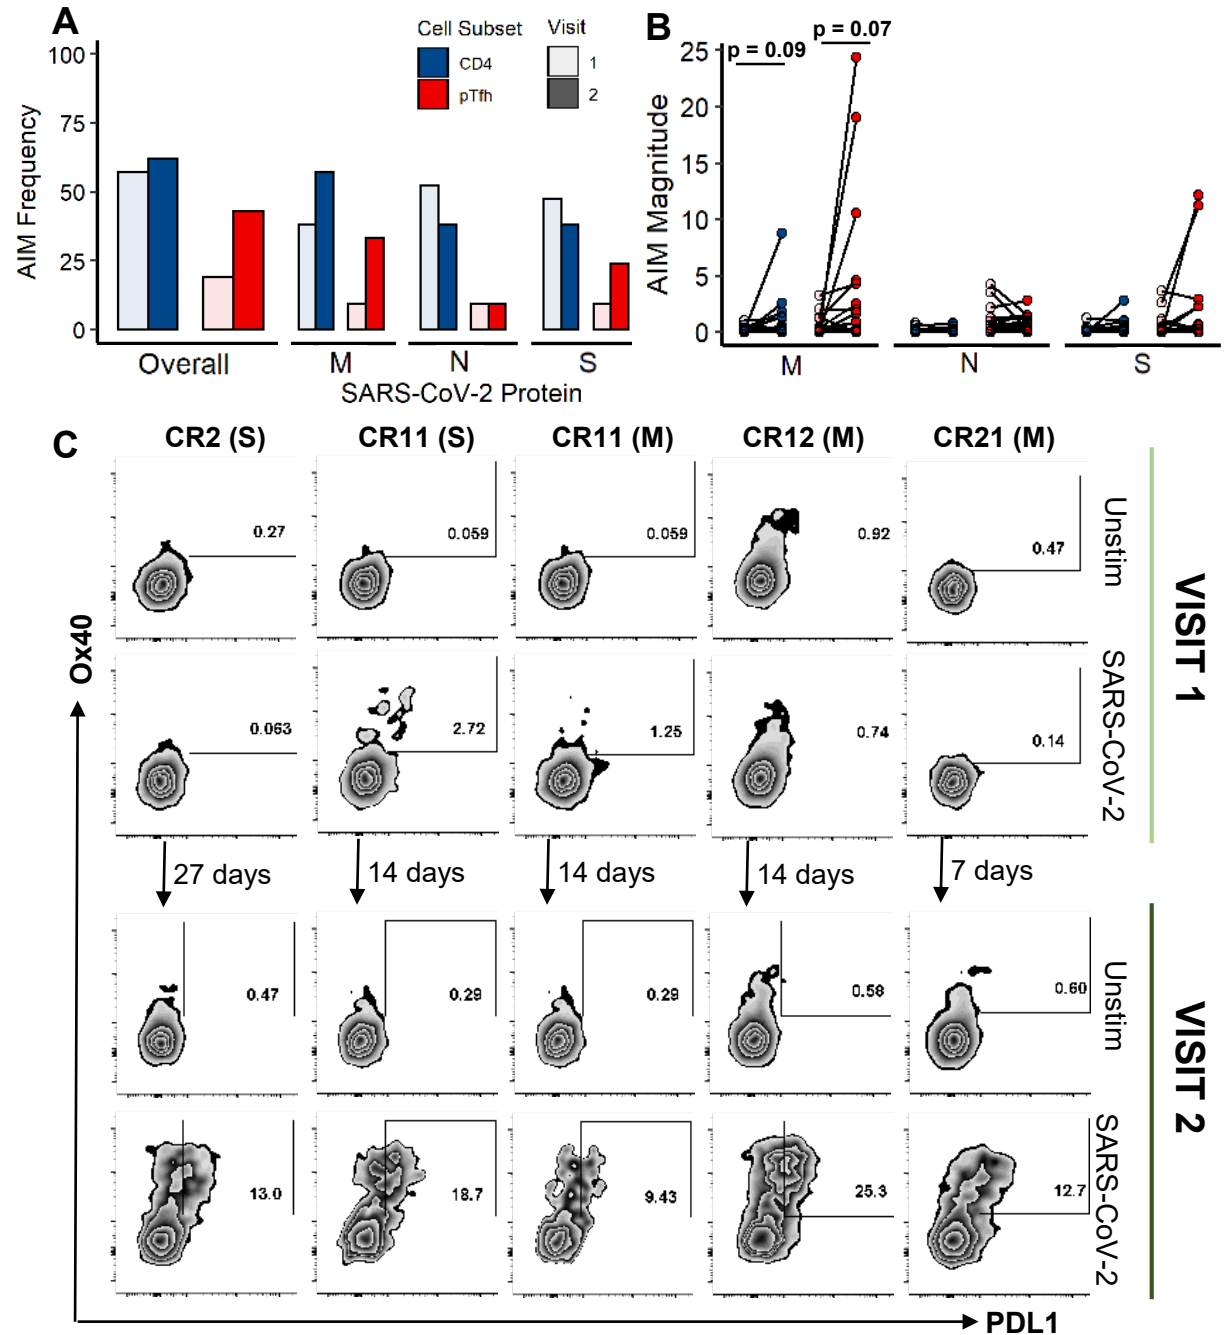 A
Cell Subset
CD4
pTfh
Visit
1
2
AIM Frequency
100
75
50
25
0
Overall
M
N
S
SARS-CoV-2 Protein
B
p = 0.09
p = 0.07
AIM Magnitude
25
20
15
10
5
0
M
N
S
C
CR2 (S)
CR11 (S)
CR11 (M)
CR12 (M)
CR21 (M)
0.27
0.059
0.059
0.92
0.47
Unstim
0.063
2.72
1.25
0.74
0.14
SARS-CoV-2
VISIT 1
27 days
14 days
14 days
14 days
7 days
0.47
0.29
0.29
0.58
0.60
Unstim
13.0
18.7
9.43
25.3
12.7
SARS-CoV-2
VISIT 2
Ox40
PDL1